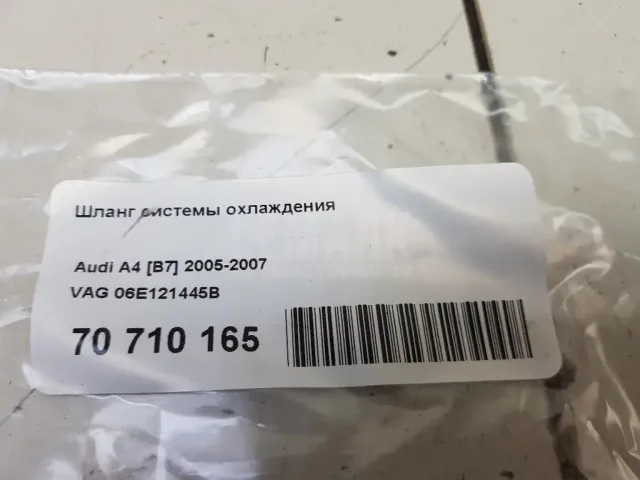 Шланг системы охлаждения
Audi A4 [B7] 2005-2007
VAG 06E121445B
70 710 165